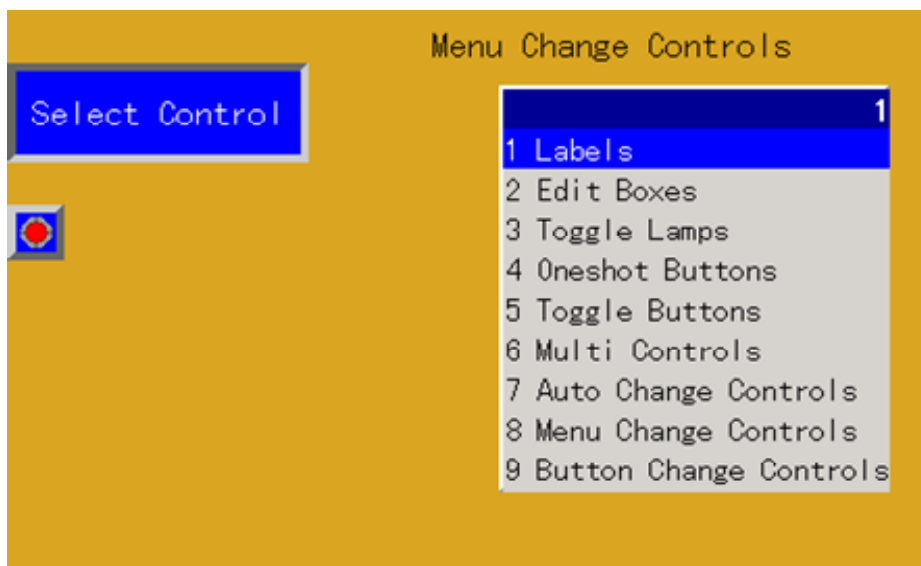 Menu Change Controls
Select Control
1
1 Labels
2 Edit Boxes
3 Toggle Lamps
4 Oneshot Buttons
5 Toggle Buttons
6 Multi Controls
7 Auto Change Controls
8 Menu Change Controls
9 Button Change Controls